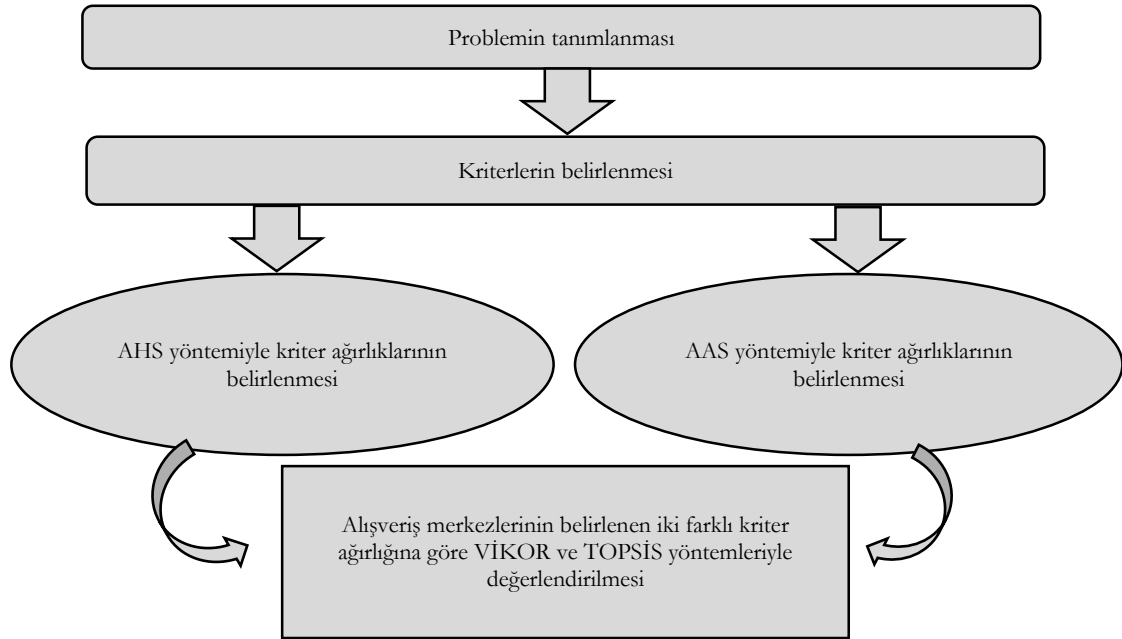 Problemin tanımlanması
Kriterlerin belirlenmesi
AHS yöntemiyle kriter ağırlıklarının
belirlenmesi
AAS yöntemiyle kriter ağırlıklarının
belirlenmesi
Alışveriş merkezlerinin belirlenen iki farklı kriter
ağırlığına göre VİKOR ve TOPSİS yöntemleriyle
değerlendirilmesi